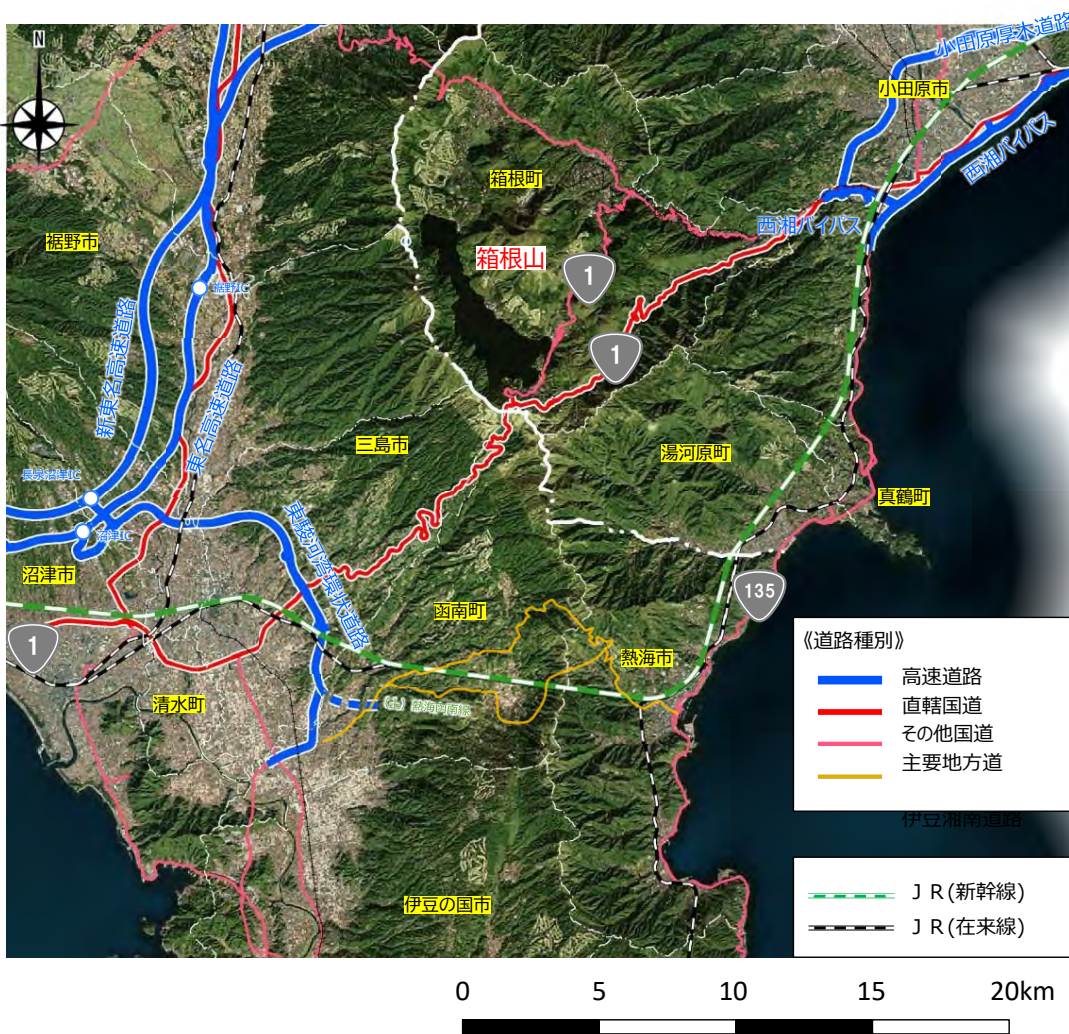 N
小田原厚木道路
小田原市
西湘バイパス
箱根町
西湘バイパス
裾野市
箱根山
1
裾野IC
新東名高速道路
東名高速道路
1
三島市
湯河原町
長泉沼津IC
真鶴町
沼津IC
東駿河湾環状道路
沼津市
函南町
135
1
熱海市
清水町
伊豆の国市
《道路種別》
高速道路
直轄国道
その他国道
主要地方道
伊豆湘南道路
ＪＲ(新幹線)
ＪＲ(在来線)
0 5 10 15 20km